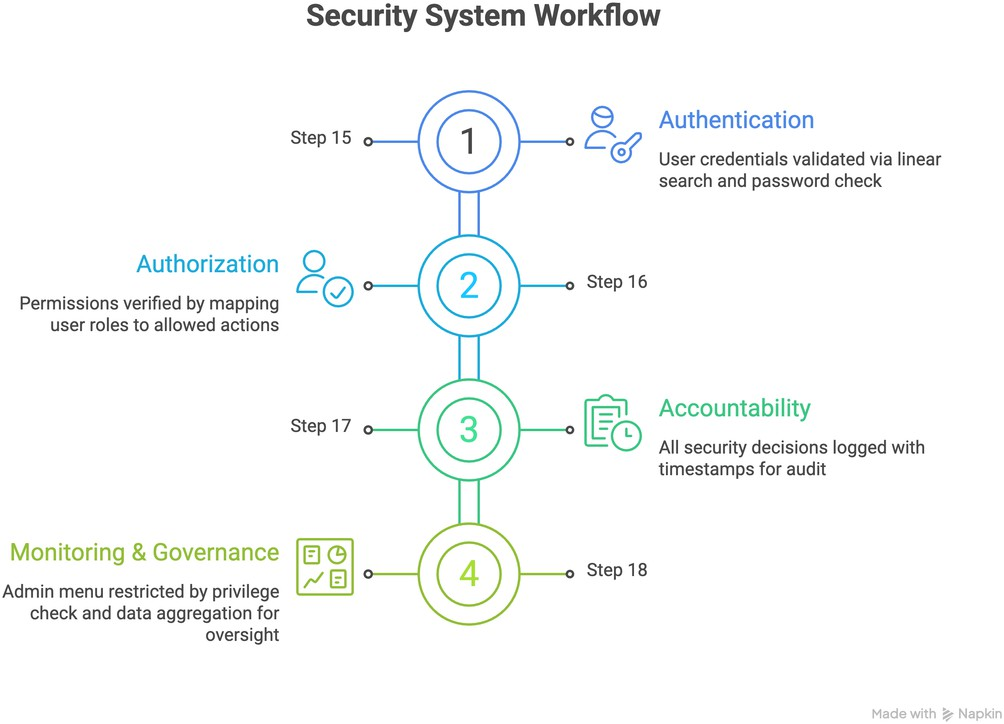 Security System Workflow
Step 15
1
Authentication
User credentials validated via linear
search and password check
Authorization
Permissions verified by mapping
user roles to allowed actions
2
Step 16
Step 17
3
Accountability
All security decisions logged with
timestamps for audit
Monitoring & Governance
Admin menu restricted by privilege
check and data aggregation for
oversight
4
Step 18
Made with Napkin